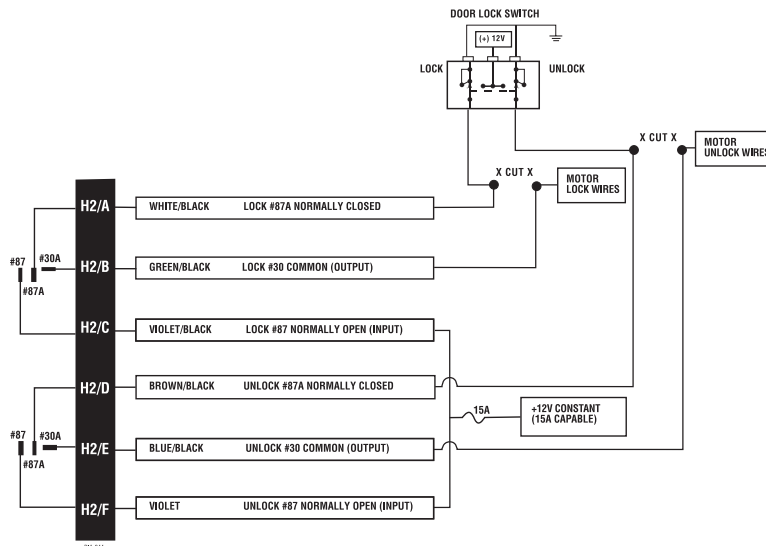 DOOR LOCK SWITCH
(+) 12V
LOCK
UNLOCK
X CUT X
MOTOR
UNLOCK WIRES
X CUT X
MOTOR
LOCK WIRES
H2/A
WHITE/BLACK LOCK #87A NORMALLY CLOSED
#87
#30A
#87A
H2/B
GREEN/BLACK LOCK #30 COMMON (OUTPUT)
H2/C
VIOLET/BLACK LOCK #87 NORMALLY OPEN (INPUT)
H2/D
BROWN/BLACK UNLOCK #87A NORMALLY CLOSED
15A
+12V CONSTANT
(15A CAPABLE)
#87
#30A
#87A
H2/E
BLUE/BLACK UNLOCK #30 COMMON (OUTPUT)
H2/F
VIOLET UNLOCK #87 NORMALLY OPEN (INPUT)